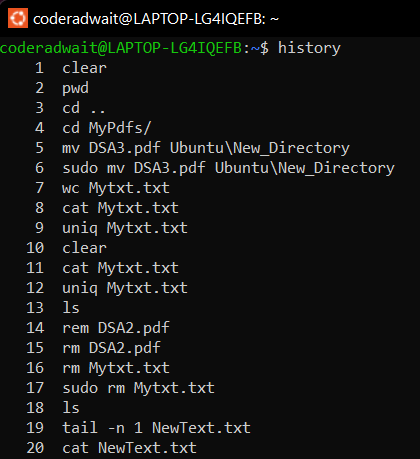 coderadwait@LAPTOP-LG4IQEFB: ~
coderadwait@LAPTOP-LG4IQEFB:~$ history
1 clear
2 pwd
3 cd ..
4 cd MyPdfs/
5 mv DSA3.pdf Ubuntu\New_Directory
6 sudo mv DSA3.pdf Ubuntu\New_Directory
7 wc Mytxt.txt
8 cat Mytxt.txt
9 uniq Mytxt.txt
10 clear
11 cat Mytxt.txt
12 uniq Mytxt.txt
13 ls
14 rem DSA2.pdf
15 rm DSA2.pdf
16 rm Mytxt.txt
17 sudo rm Mytxt.txt
18 ls
19 tail -n 1 NewText.txt
20 cat NewText.txt